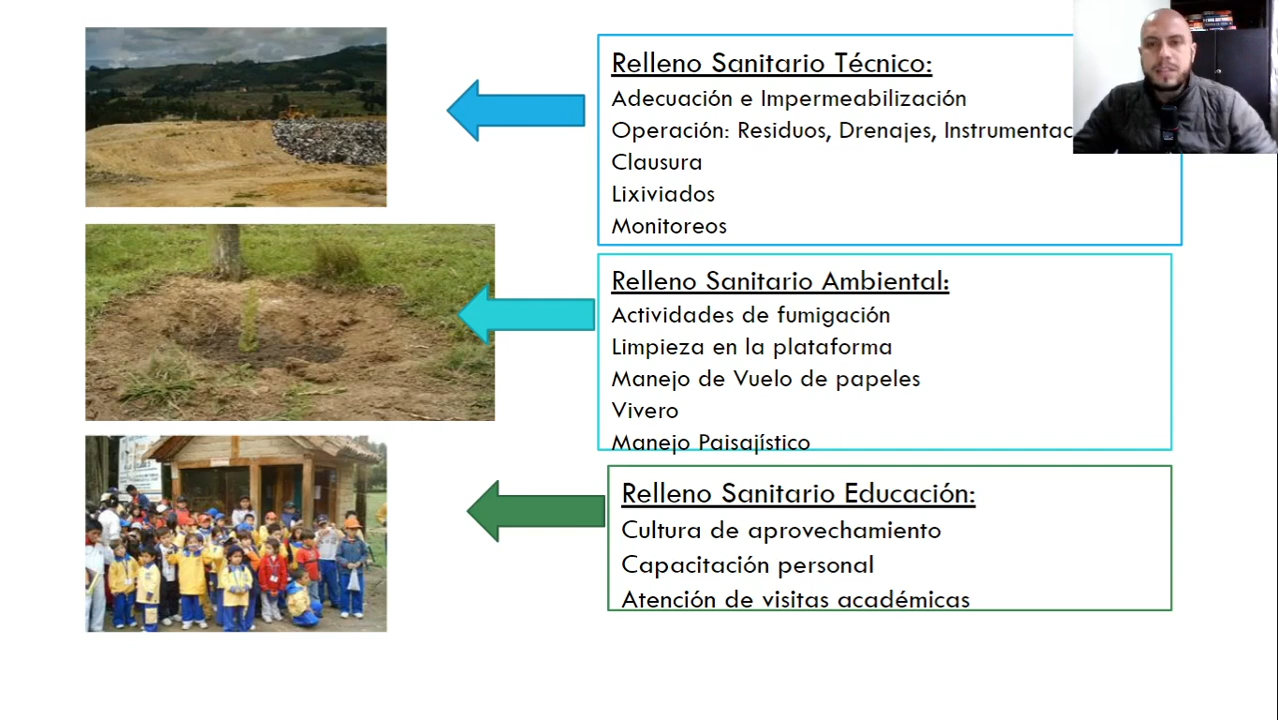 Relleno Sanitario Técnico:
Adecuación e Impermeabilización
Operación: Residuos, Drenajes,
Clausura
Lixiviados
Monitoreos
Relleno Sanitario Ambiental:
Actividades de fumigación
Limpieza en la plataforma
Manejo de Vuelo de papeles
Vivero
Manejo Paisajístico
Relleno Sanitario Educación:
Cultura de aprovechamiento
Capacitación personal
Atención de visitas académicas